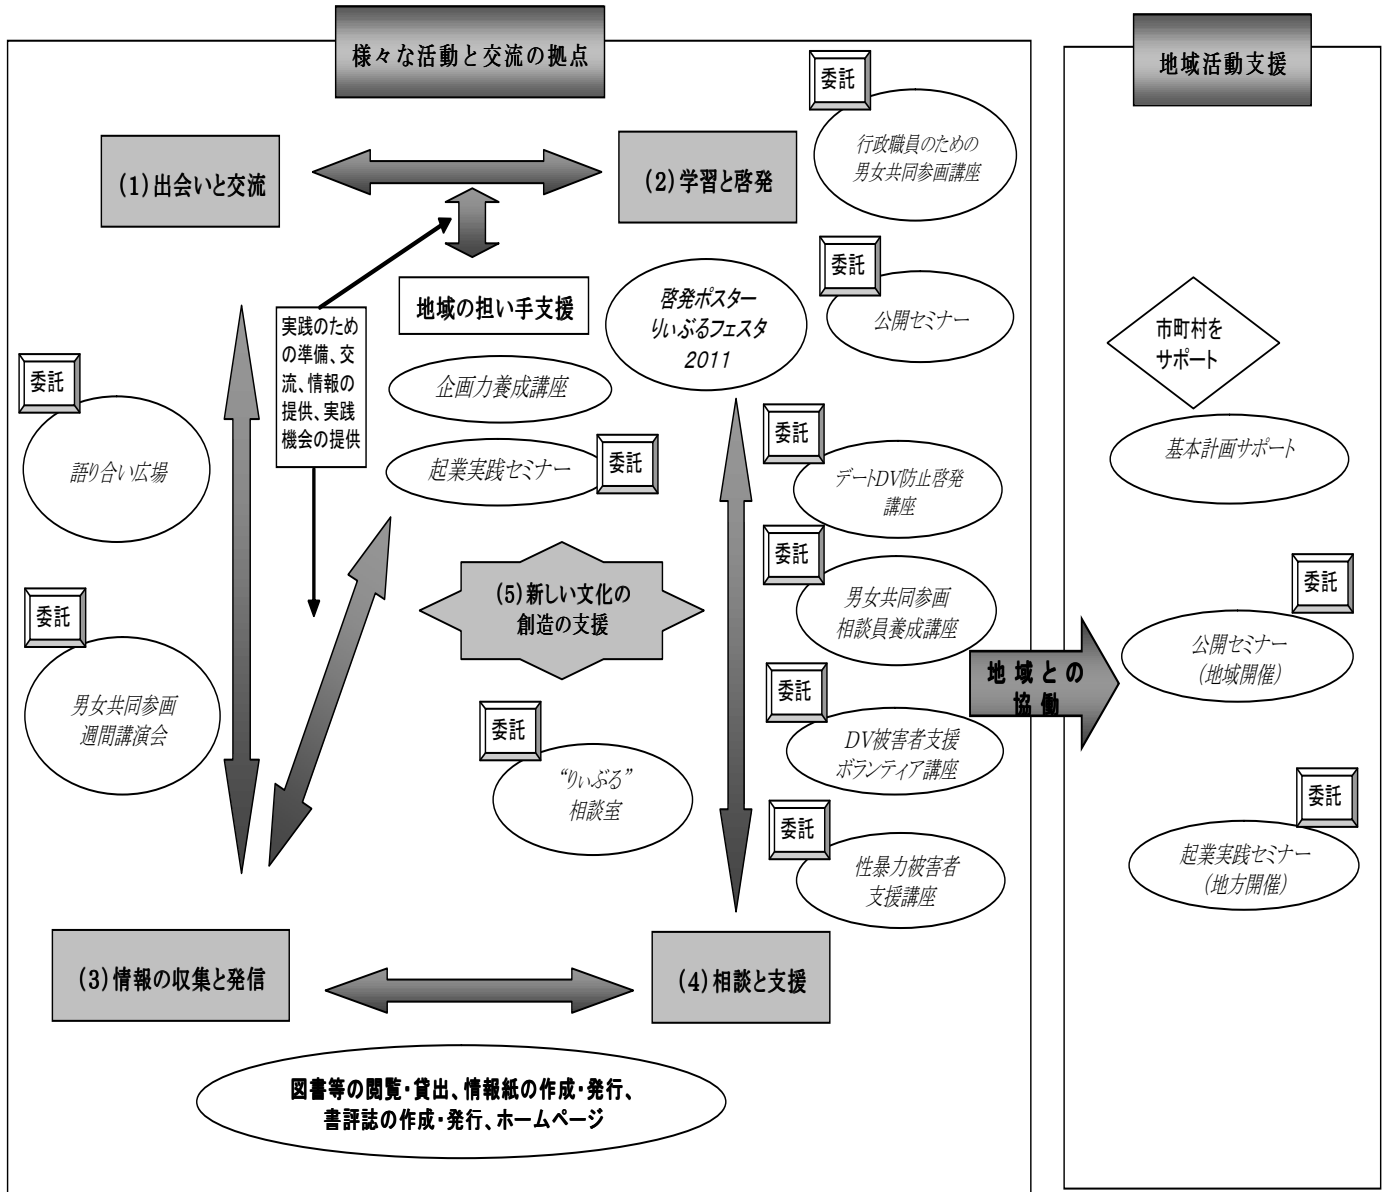 様々な活動と交流の拠点
(1)出会いと交流
(2)学習と啓発
委託
行政職員のための
男女共同参画講座
委託
公開セミナー
地域の担い手支援
啓発ポスター
りぃぶるフェスタ
2011
実践のため
の準備、交
流、情報の
提供、実践
機会の提供
企画力養成講座
起業実践セミナー
委託
委託
語り合い広場
委託
デートDV防止啓発
講座
委託
男女共同参画
相談員養成講座
(5)新しい文化の
創造の支援
委託
男女共同参画
週間講演会
委託
“りぃぶる”
相談室
委託
DV被害者支援
ボランティア講座
委託
性暴力被害者
支援講座
(3)情報の収集と発信
(4)相談と支援
図書等の閲覧・貸出、情報紙の作成・発行、
書評誌の作成・発行、ホームページ
地域との
協働
地域活動支援
市町村を
サポート
基本計画サポート
委託
公開セミナー
(地域開催)
委託
起業実践セミナー
(地方開催)